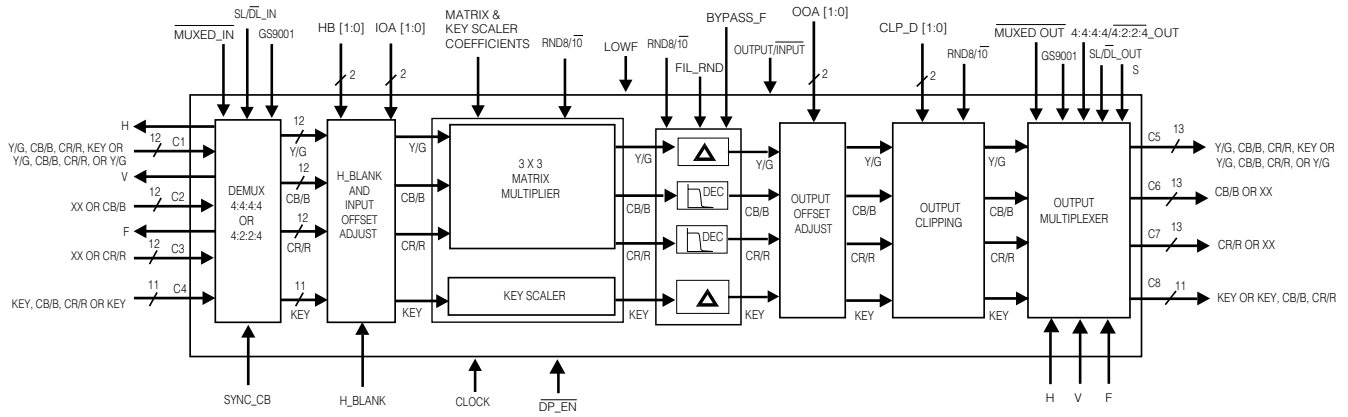 MUXED_IN
SL/DL_IN
GS9001
HB [1:0]
2
IOA [1:0]
2
MATRIX &
KEY SCALER
COEFFICIENTS
RND8/10
LOWF
RND8/10
FIL_RND
BYPASS_F
OUTPUT/INPUT
OOA [1:0]
2
CLP_D [1:0]
2
RND8/10
MUXED OUT
4:4:4:4/4:2:2:4_OUT
GS9001
SL/DL_OUT
S
H
12
C1
Y/G, CB/B, CR/R, KEY OR
Y/G, CB/B, CR/R, OR Y/G
V
12
C2
XX OR CB/B
F
12
C3
XX OR CR/R
11
C4
KEY, CB/B, CR/R OR KEY
DEMUX
4:4:4:4
OR
4:2:2:4
12
Y/G
12
CB/B
12
CR/R
11
KEY
H_BLANK
AND
INPUT
OFFSET
ADJUST
Y/G
CB/B
CR/R
KEY
3 X 3
MATRIX
MULTIPLIER
KEY SCALER
Y/G
CB/B
CR/R
KEY
DEC
DEC
Y/G
CB/B
CR/R
KEY
OUTPUT
OFFSET
ADJUST
Y/G
CB/B
CR/R
KEY
OUTPUT
CLIPPING
Y/G
CB/B
CR/R
KEY
OUTPUT
MULTIPLEXER
C5
13
Y/G, CB/B, CR/R, KEY OR
Y/G, CB/B, CR/R, OR Y/G
C6
13
CB/B OR XX
C7
13
CR/R OR XX
C8
11
KEY OR KEY, CB/B, CR/R
SYNC_CB
H_BLANK
CLOCK
DP_EN
H
V
F